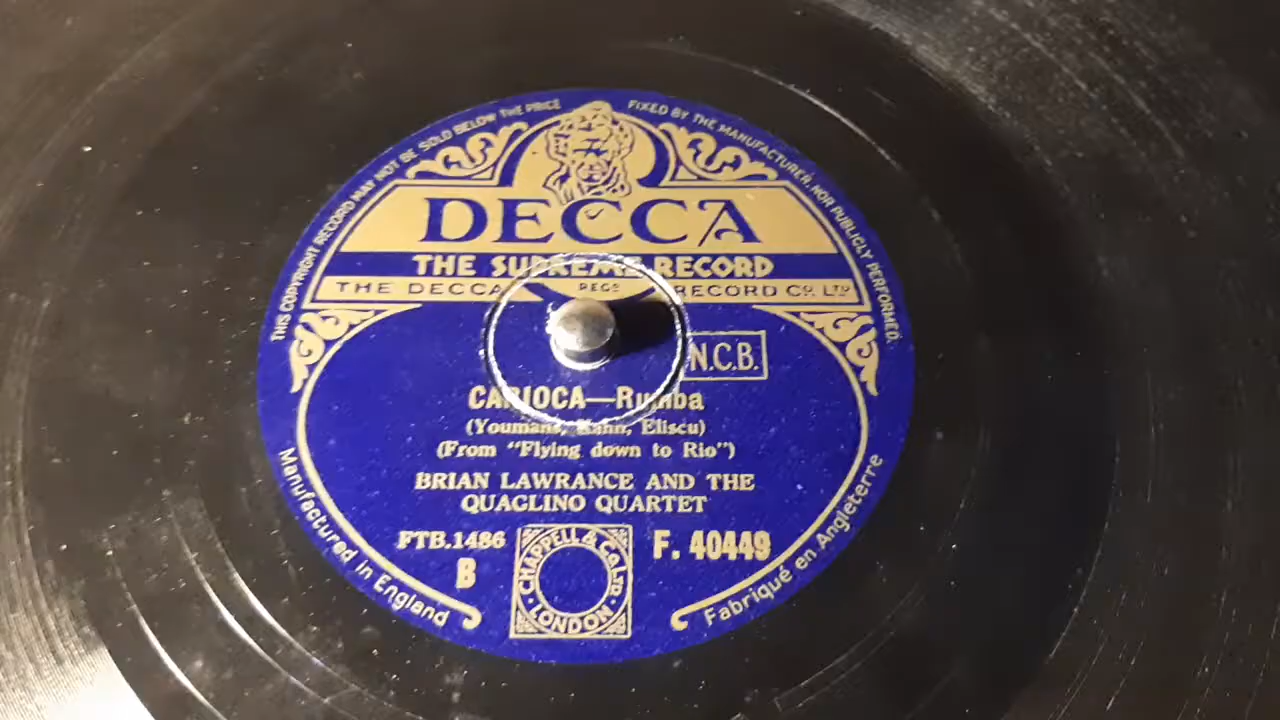 THIS COPYRIGHT RECORD MAY NOT BE SOLD BELOW THE PRICE FIXED BY THE MANUFACTURER, NOR PUBLICLY PERFORMED.
DECCA
THE SUPREME RECORD
THE DECCA REGD RECORD CO. LTD
N.C.B.
CARIOCA—Rumba
(Youmans, Kahn, Eliscu)
(From "Flying down to Rio")
BRIAN LAWRANCE AND THE
QUAGLINO QUARTET
FTB.1486
B
F. 40449
CHAPPELL & Co LTD.
LONDON
Manufactured in England
Fabriqué en Angleterre